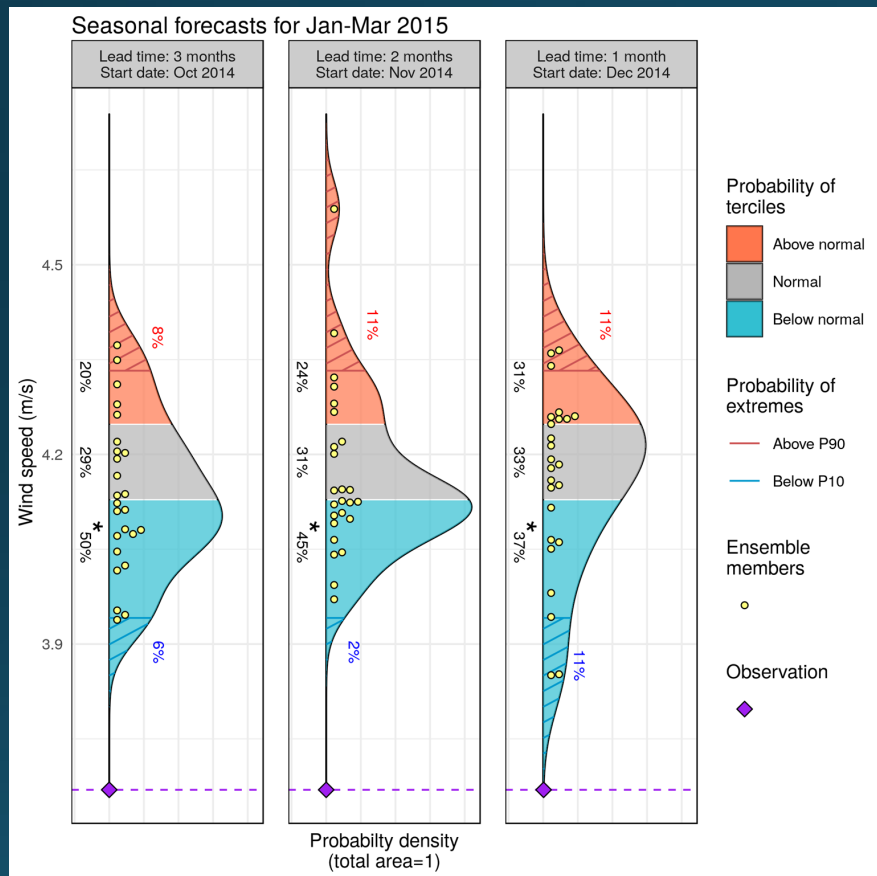 Seasonal forecasts for Jan-Mar 2015
Lead time: 3 months
Start date: Oct 2014
Lead time: 2 months
Start date: Nov 2014
Lead time: 1 month
Start date: Dec 2014
Wind speed (m/s)
4.5
4.2
3.9
20%
29%
50%
*
8%
6%
24%
31%
45%
*
11%
2%
31%
33%
37%
*
11%
11%
Probabilty density
(total area=1)
Probability of
terciles
Above normal
Normal
Below normal
Probability of
extremes
Above P90
Below P10
Ensemble
members
Observation